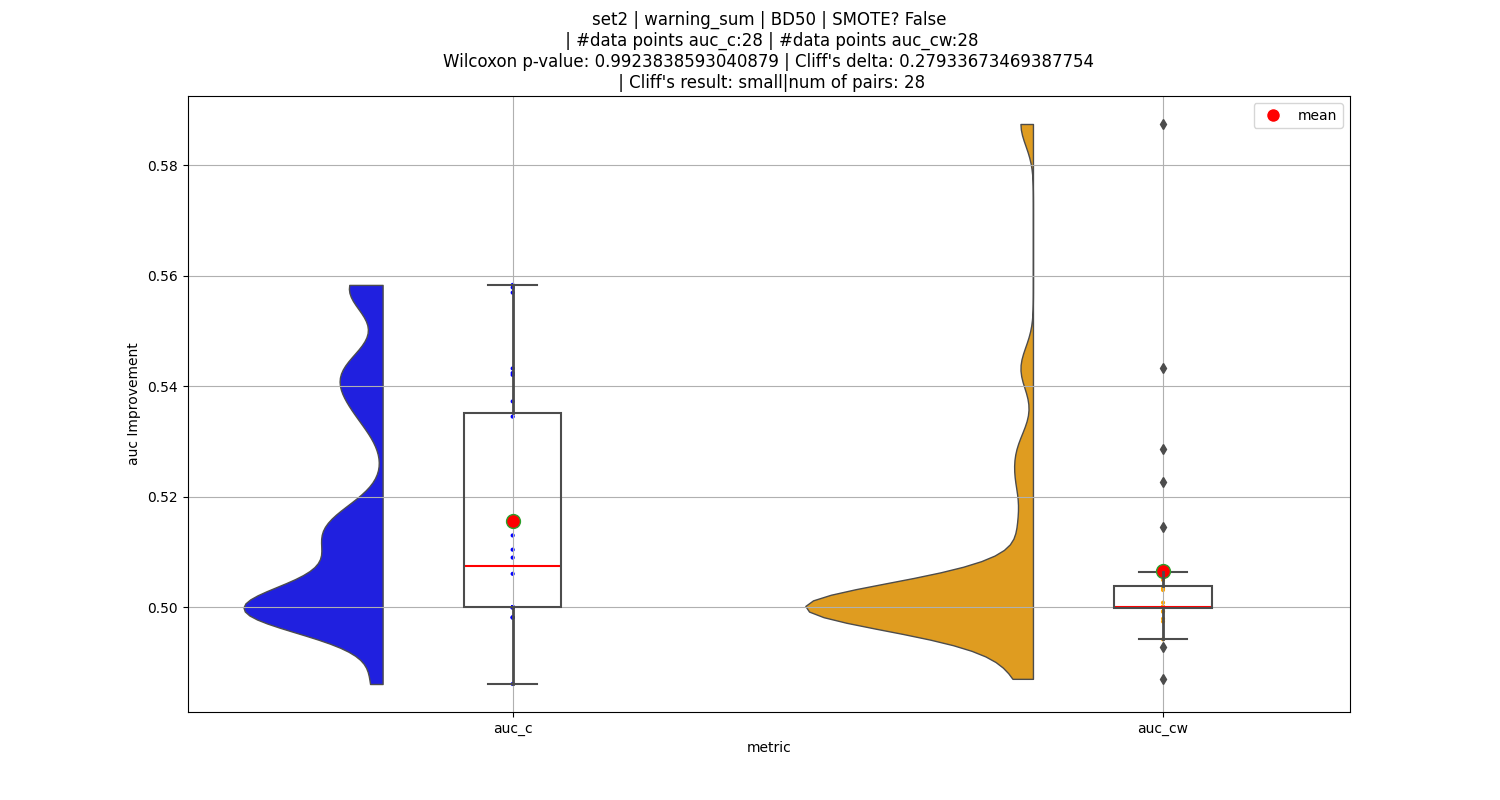 set2 | warning_sum | BD50 | SMOTE? False
| #data points auc_c:28 | #data points auc_cw:28
Wilcoxon p-value: 0.9923838593040879 | Cliff's delta: 0.27933673469387754
| Cliff's result: small|num of pairs: 28
mean
0.58
0.56
0.54
0.52
0.50
auc Improvement
auc_c
auc_cw
metric